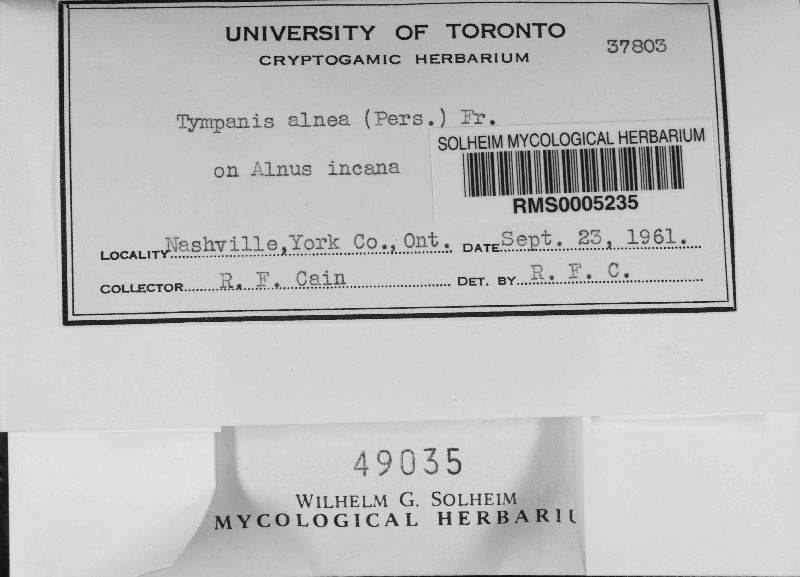 UNIVERSITY OF TORONTO
CRYPTOGAMIC HERBARIUM
37803
Tympanis alnea (Pers.) Fr.
on Alnus incana
SOLHEIM MYCOLOGICAL HERBARIUM
RMS0005235
LOCALITY Nashville, York Co., Ont. DATE Sept. 23, 1961.
COLLECTOR R. F. Cain DET. BY R. F. C.
49035
WILHELM G. SOLHEIM
MYCOLOGICAL HERBARIU